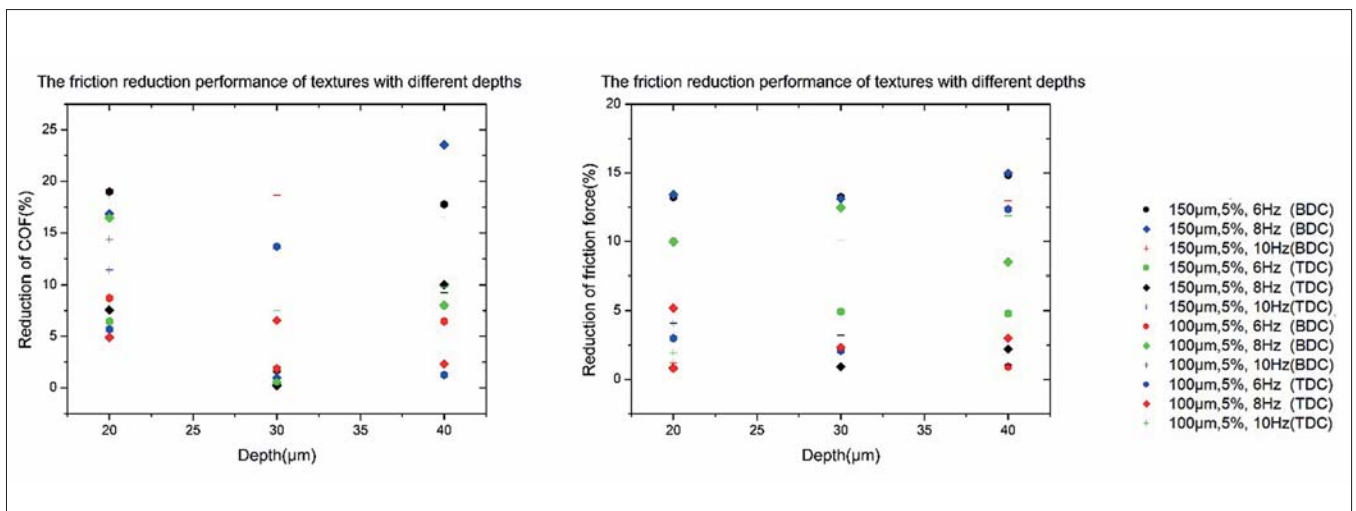 The friction reduction performance of textures with different depths
Reduction of COF(%)
25
20
15
10
5
0
20 25 30 35 40
Depth(µm)
The friction reduction performance of textures with different depths
Reduction of friction force(%)
20
15
10
5
0
20 25 30 35 40
Depth(µm)
150µm,5%, 6Hz (BDC)
150µm,5%, 8Hz (BDC)
150µm,5%, 10Hz(BDC)
150µm,5%, 6Hz (TDC)
150µm,5%, 8Hz (TDC)
150µm,5%, 10Hz(TDC)
100µm,5%, 6Hz (BDC)
100µm,5%, 8Hz (BDC)
100µm,5%, 10Hz(BDC)
100µm,5%, 6Hz (TDC)
100µm,5%, 8Hz (TDC)
100µm,5%, 10Hz(TDC)